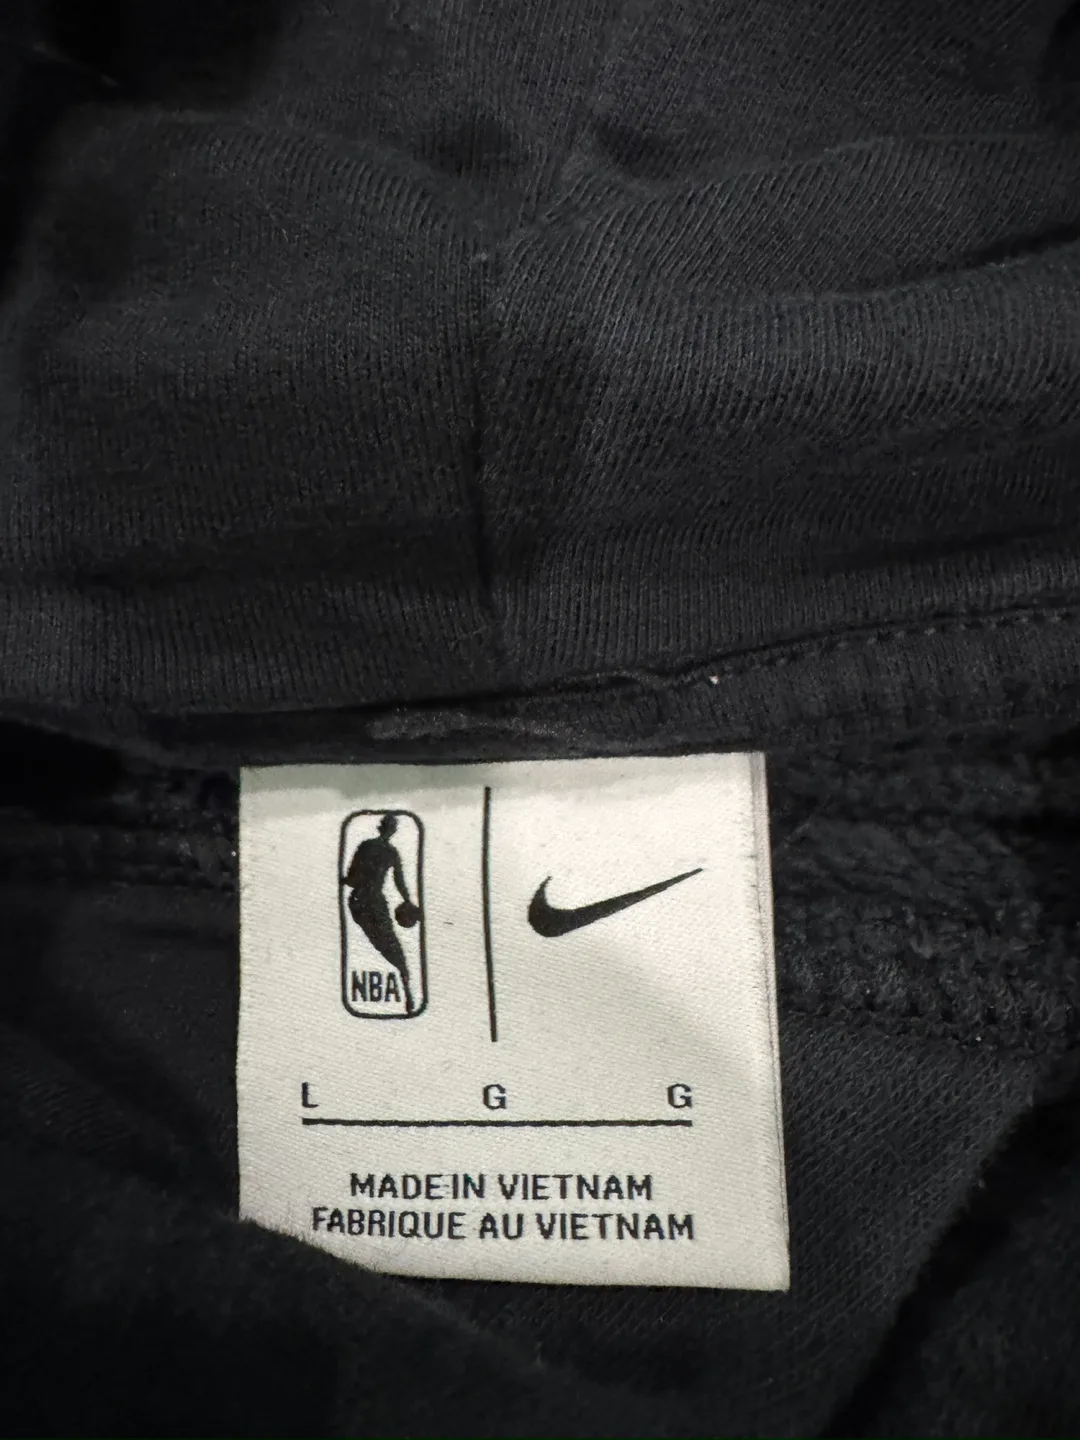 NBA
L G G
MADE IN VIETNAM
FABRIQUE AU VIETNAM